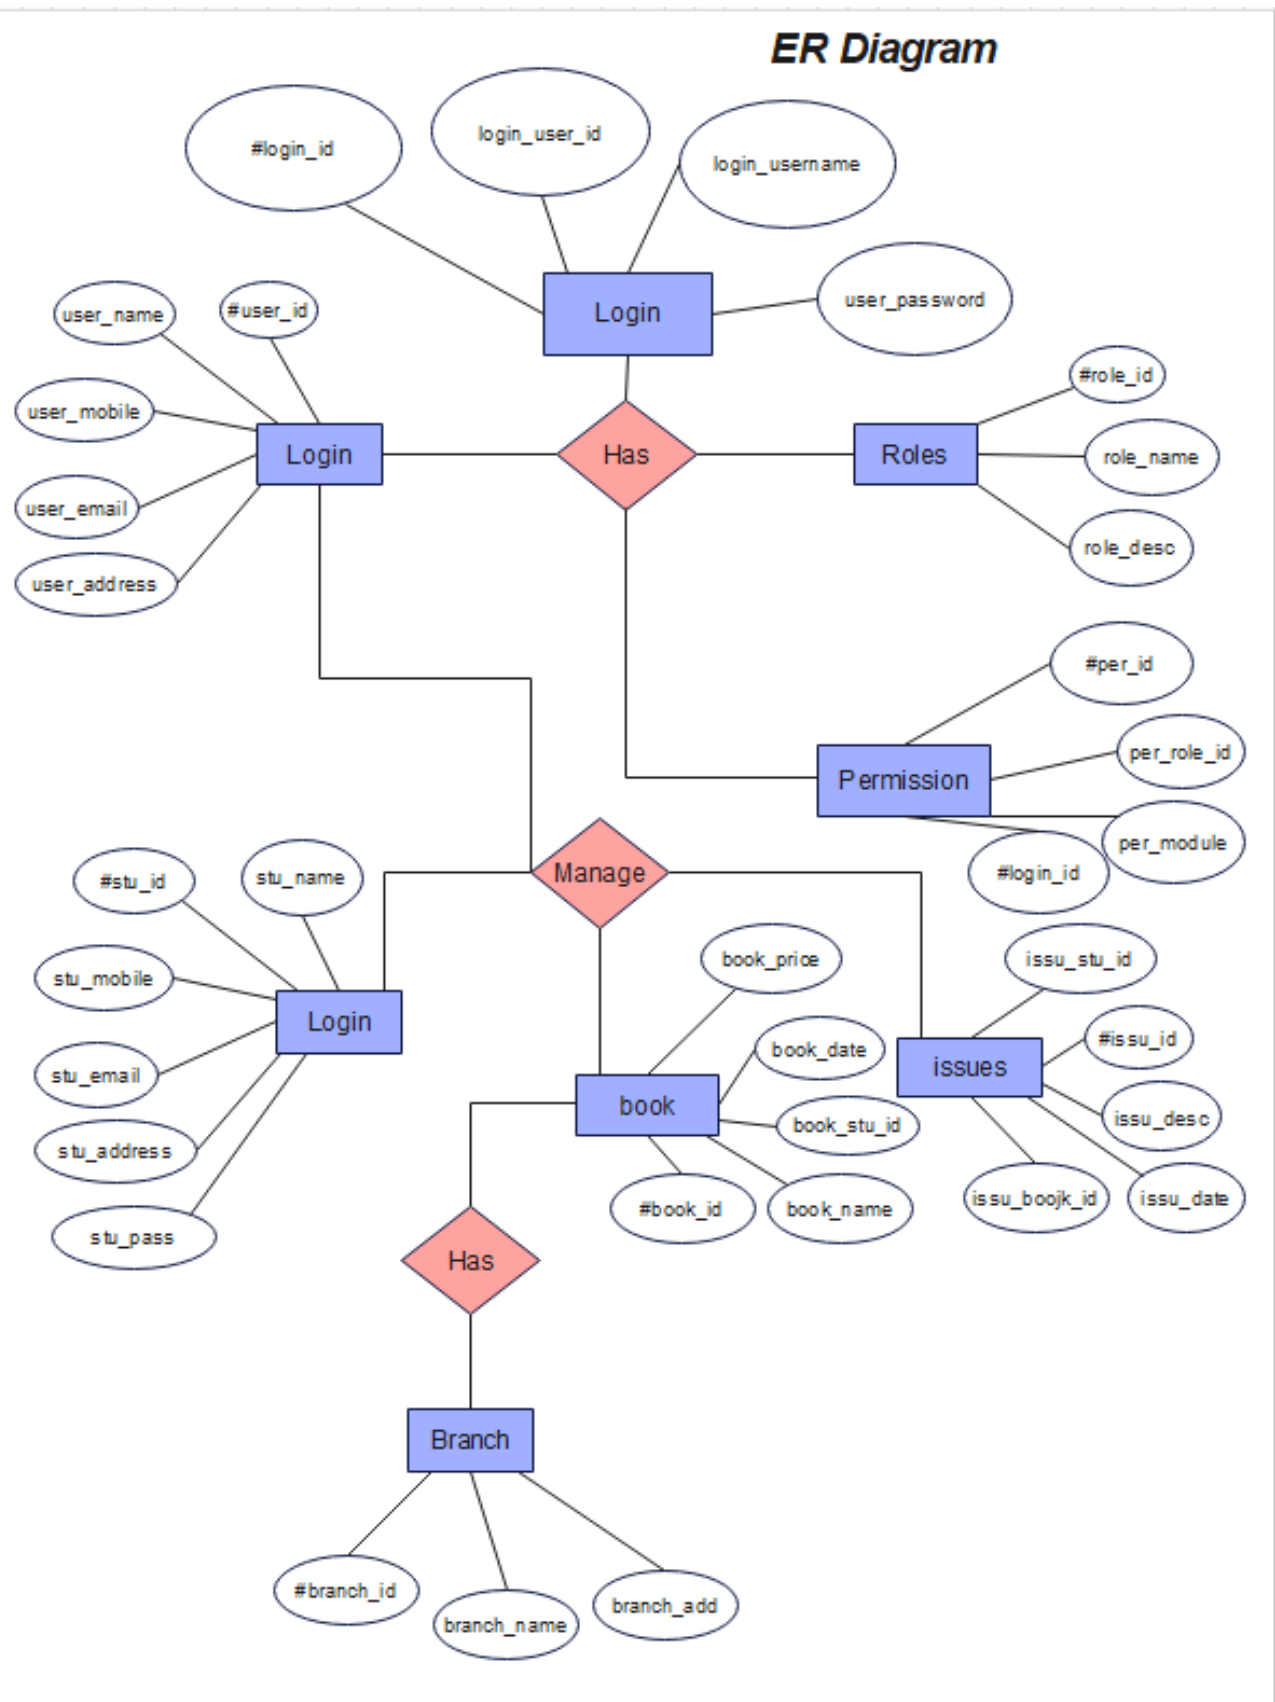 ER Diagram
#login_id
login_user_id
login_username
user_password
Login
user_name
#user_id
user_mobile
user_email
user_address
Login
Has
Roles
#role_id
role_name
role_desc
#per_id
per_role_id
per_module
#login_id
Permission
Manage
#stu_id
stu_name
stu_mobile
stu_email
stu_address
stu_pass
Login
book_price
book_date
book_stu_id
book_name
#book_id
book
issu_stu_id
#issu_id
issu_desc
issu_date
issu_boojk_id
issues
Has
Branch
#branch_id
branch_name
branch_add